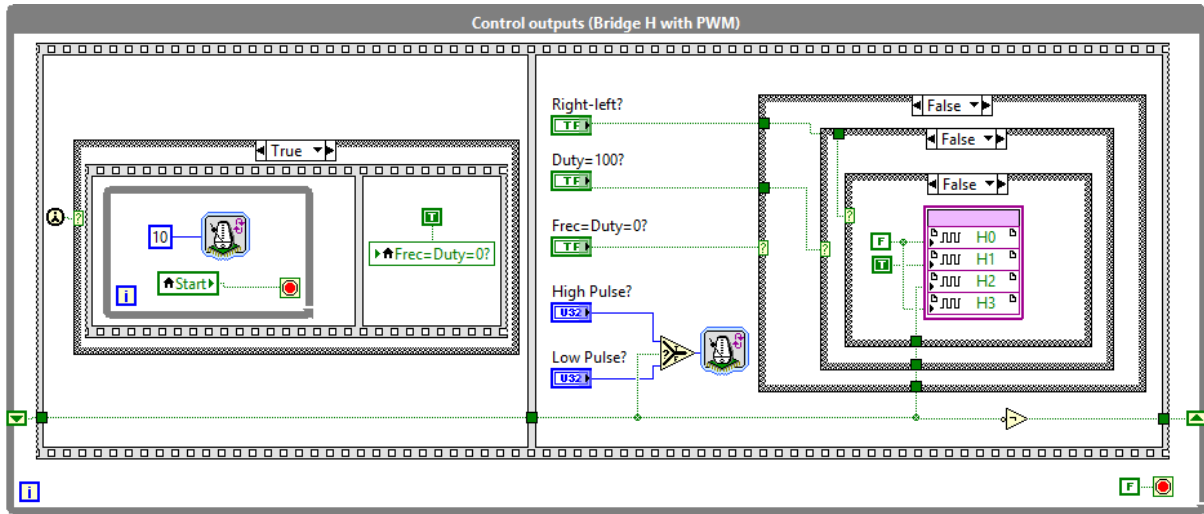 Control outputs (Bridge H with PWM)
True
10
Start
i
T
Frec=Duty=0?
Right-left?
TF
Duty=100?
TF
Frec=Duty=0?
TF
High Pulse?
U32
Low Pulse?
U32
?
T
F
?
False
?
False
?
False
?
F
T
H0
H1
H2
H3
i
F